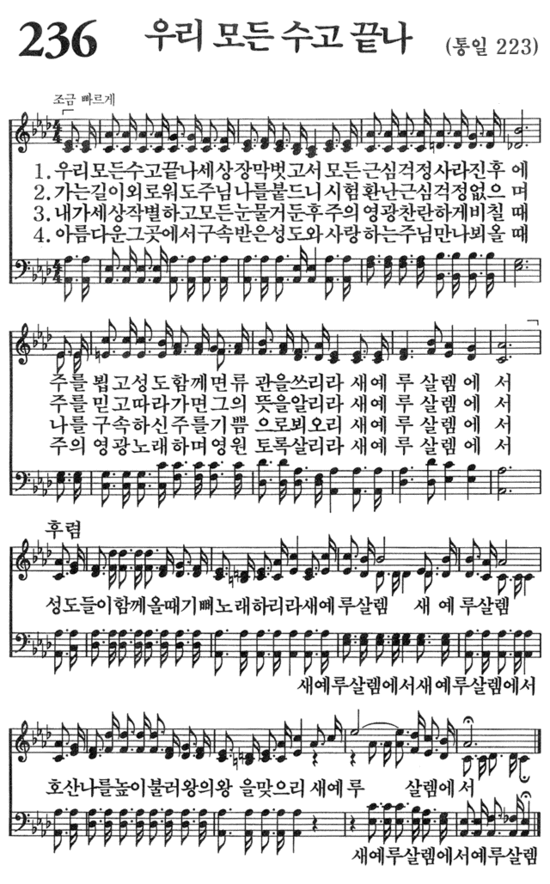 236 우리 모든 수고 끝나 (통일 223)
조금 빠르게
1. 우리모든수고끝나세상장막벗고서모든근심걱정사라진후에
2. 가는길이외로워도주님나를붙드니시험환난근심걱정없으며
3. 내가세상작별하고모든눈물거둔후주의영광찬란하게비칠때
4. 아름다운그곳에서구속받은성도와사랑하는주님만나뵈올때
주를 뵙고성도함께면류 관을쓰리라 새예 루 살렘 에 서
주를 믿고따라가면그의 뜻을알리라 새예 루 살렘 에 서
나를 구속하신주를기쁨 으로뵈오리 새예 루 살렘 에 서
주의 영광노래하며영원 토록살리라 새예 루 살렘 에 서
후렴
성도들이함께올때기뻐노래하리라새예루살렘 새 예루살렘
새예루살렘에서새예루살렘에서
호산나를높이불러왕의왕 을맞으리 새예루 살렘에서
새예루살렘에서예루살렘